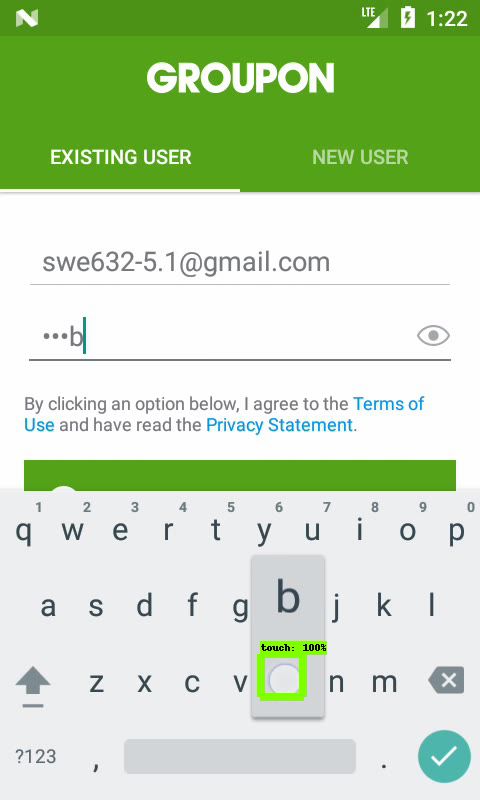 LTE 1:22
GROUPON
EXISTING USER NEW USER
swe632-5.1@gmail.com
•••b
By clicking an option below, I agree to the Terms of
Use and have read the Privacy Statement.
1 2 3 4 5 6 7 8 9 0
q w e r t y u i o p
a s d f g b j k l
touch: 100%
z x c v n m
?123 , .